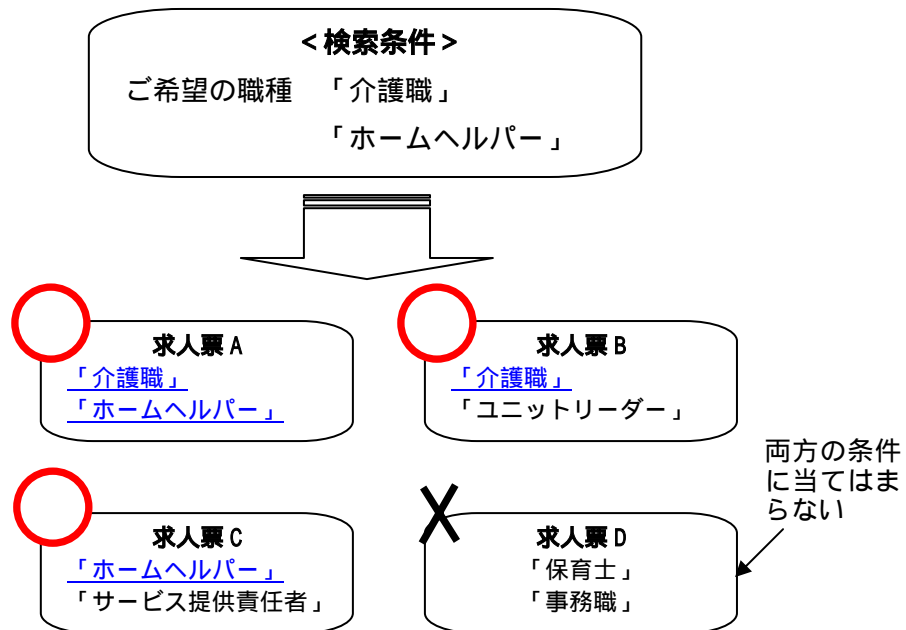 <検索条件>
ご希望の職種 「介護職」
「ホームヘルパー」
求人票 A
「介護職」
「ホームヘルパー」
求人票 B
「介護職」
「ユニットリーダー」
両方の条件
に当てはま
らない
求人票 C
「ホームヘルパー」
「サービス提供責任者」
求人票 D
「保育士」
「事務職」